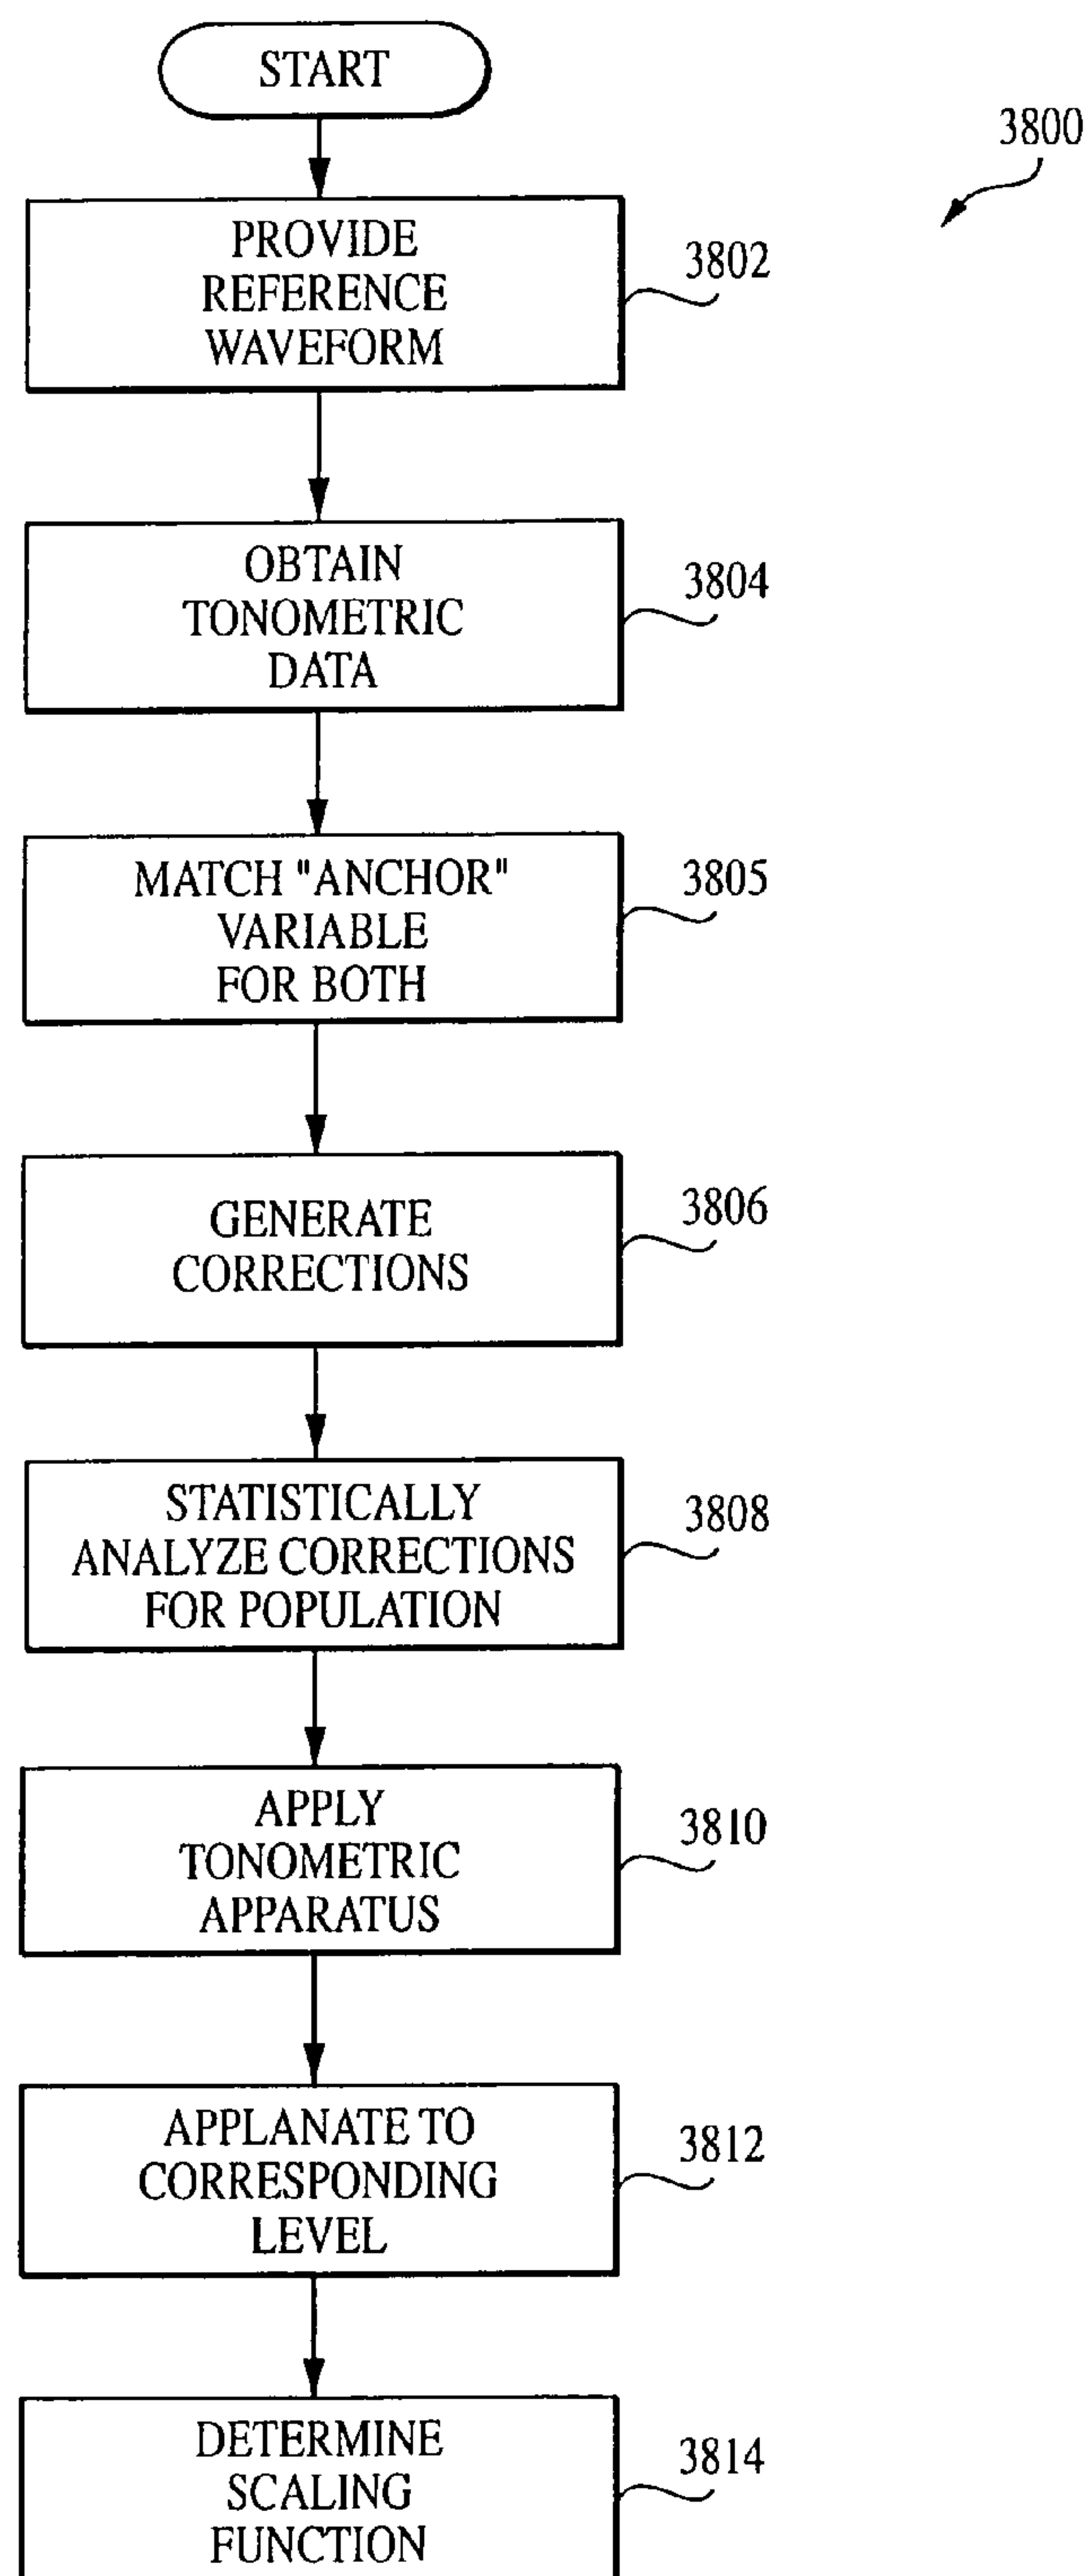 START
3800
PROVIDE
REFERENCE
WAVEFORM
3802
OBTAIN
TONOMETRIC
DATA
3804
MATCH "ANCHOR"
VARIABLE
FOR BOTH
3805
GENERATE
CORRECTIONS
3806
STATISTICALLY
ANALYZE CORRECTIONS
FOR POPULATION
3808
APPLY
TONOMETRIC
APPARATUS
3810
APPLANATE TO
CORRESPONDING
LEVEL
3812
DETERMINE
SCALING
FUNCTION
3814